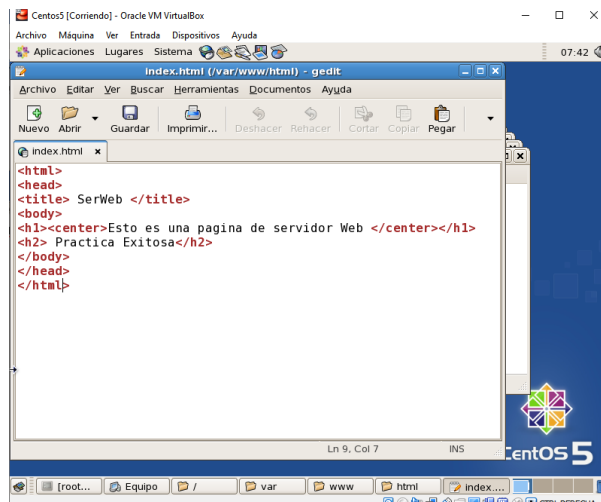 Centos5 [Corriendo] - Oracle VM VirtualBox
Archivo Máquina Ver Entrada Dispositivos Ayuda
Aplicaciones Lugares Sistema 07:42
index.html (/var/www/html) - gedit
Archivo Editar Ver Buscar Herramientas Documentos Ayuda
Nuevo Abrir Guardar Imprimir... Deshacer Rehacer Cortar Copiar Pegar
index.html
<html>
<head>
<title> SerWeb </title>
<body>
<h1><center>Esto es una pagina de servidor Web </center></h1>
<h2> Practica Exitosa</h2>
</body>
</head>
</html>
Ln 9, Col 7 INS
CentOS 5
[root... Equipo / var www html index....